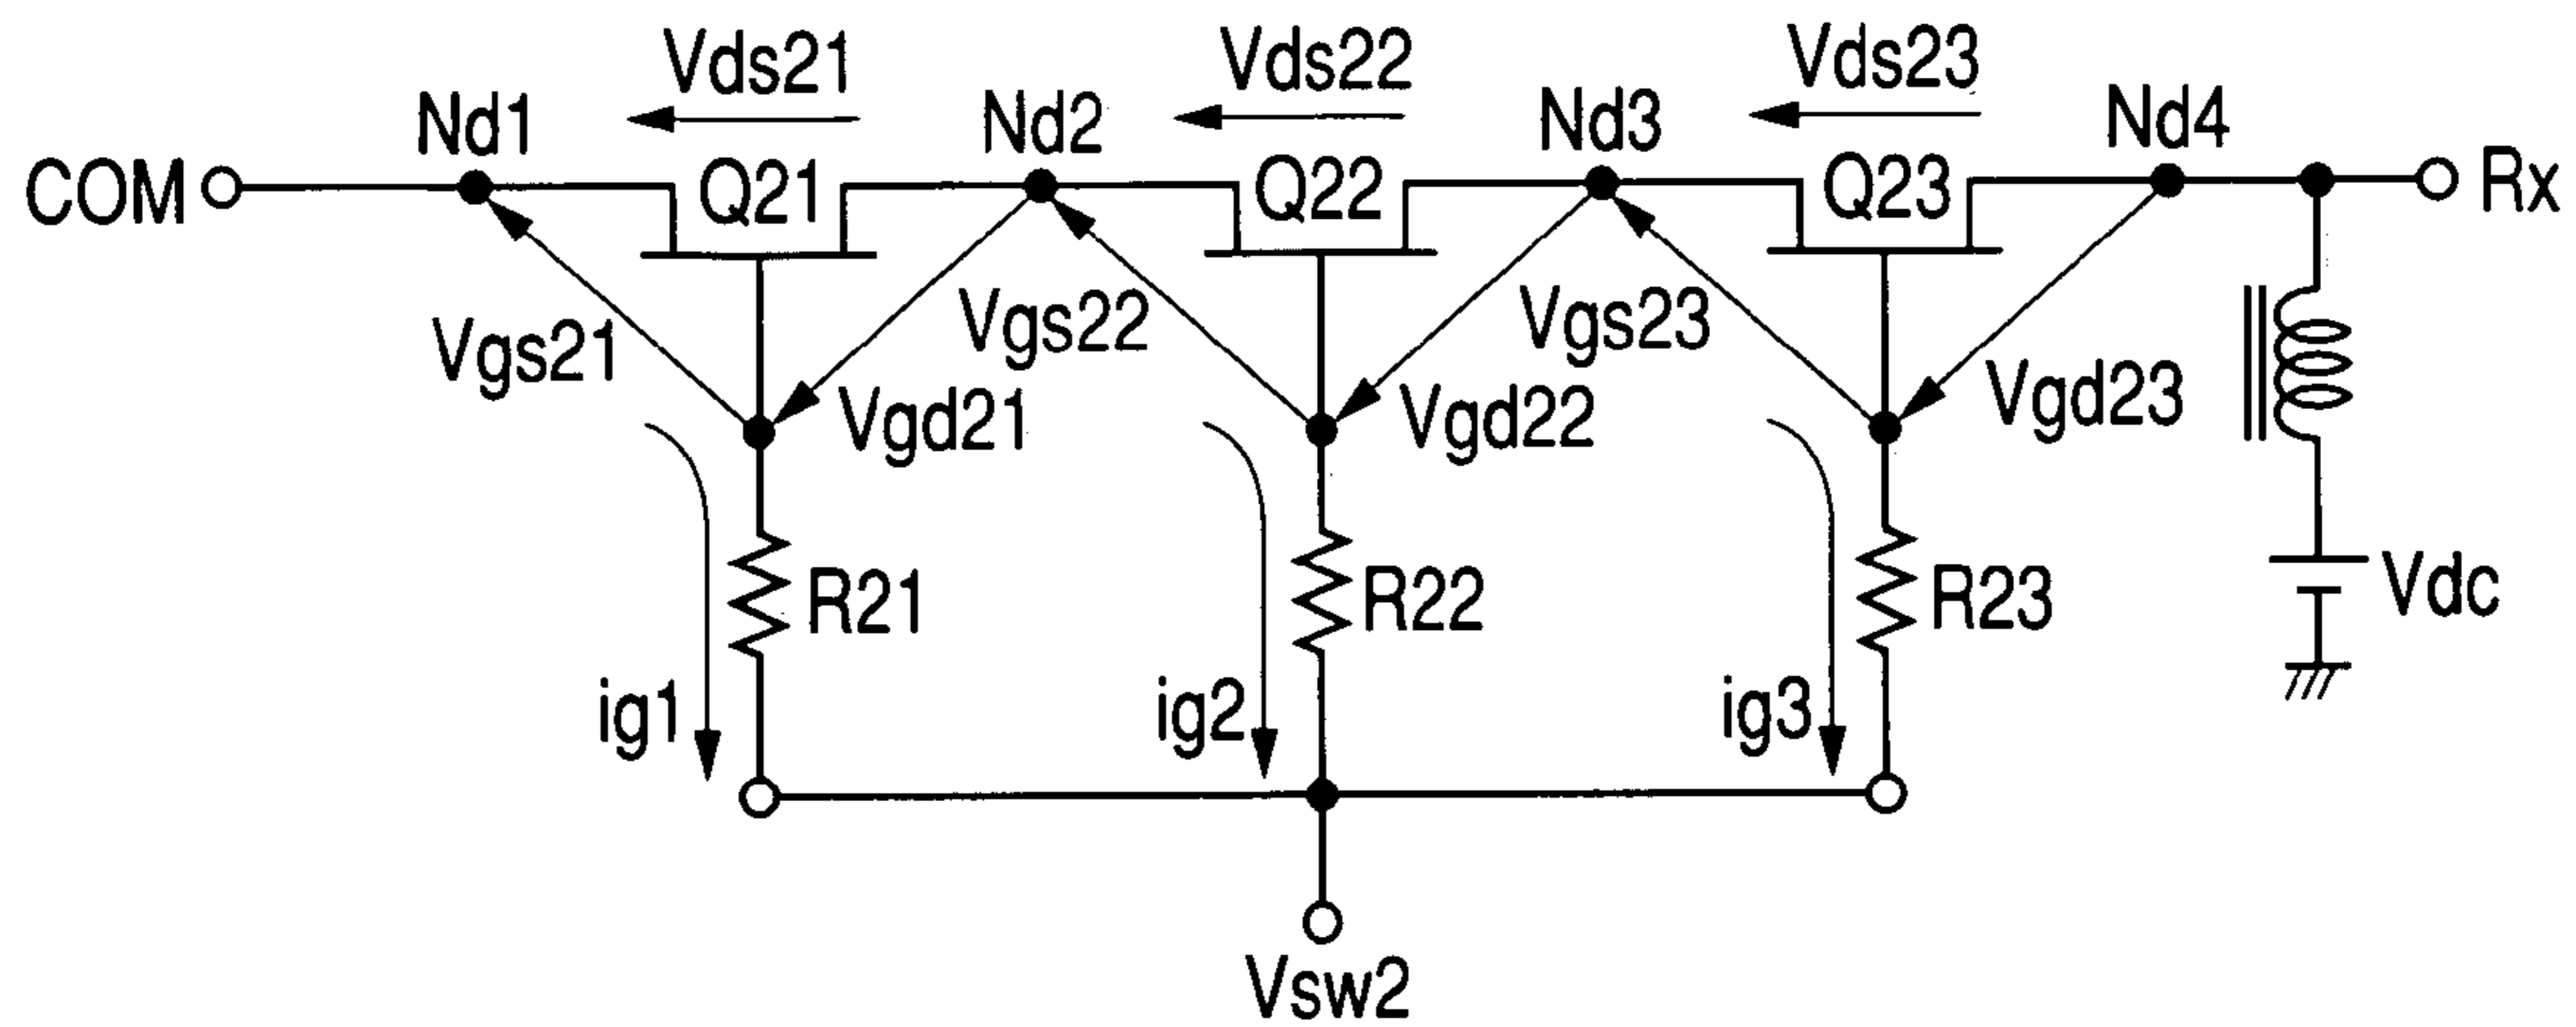 Vds21 Vds22 Vds23
Nd1 Nd2 Nd3 Nd4
COM Q21 Q22 Q23 Rx
Vgs21 Vgs22 Vgs23
Vgd21 Vgd22 Vgd23
R21 R22 R23 Vdc
ig1 ig2 ig3
Vsw2